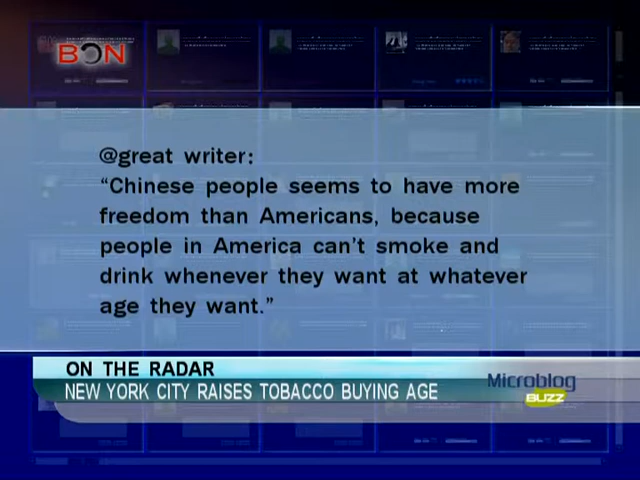 BON
@great writer:
“Chinese people seems to have more
freedom than Americans, because
people in America can't smoke and
drink whenever they want at whatever
age they want.”
ON THE RADAR
NEW YORK CITY RAISES TOBACCO BUYING AGE
Microblog
BUZZ